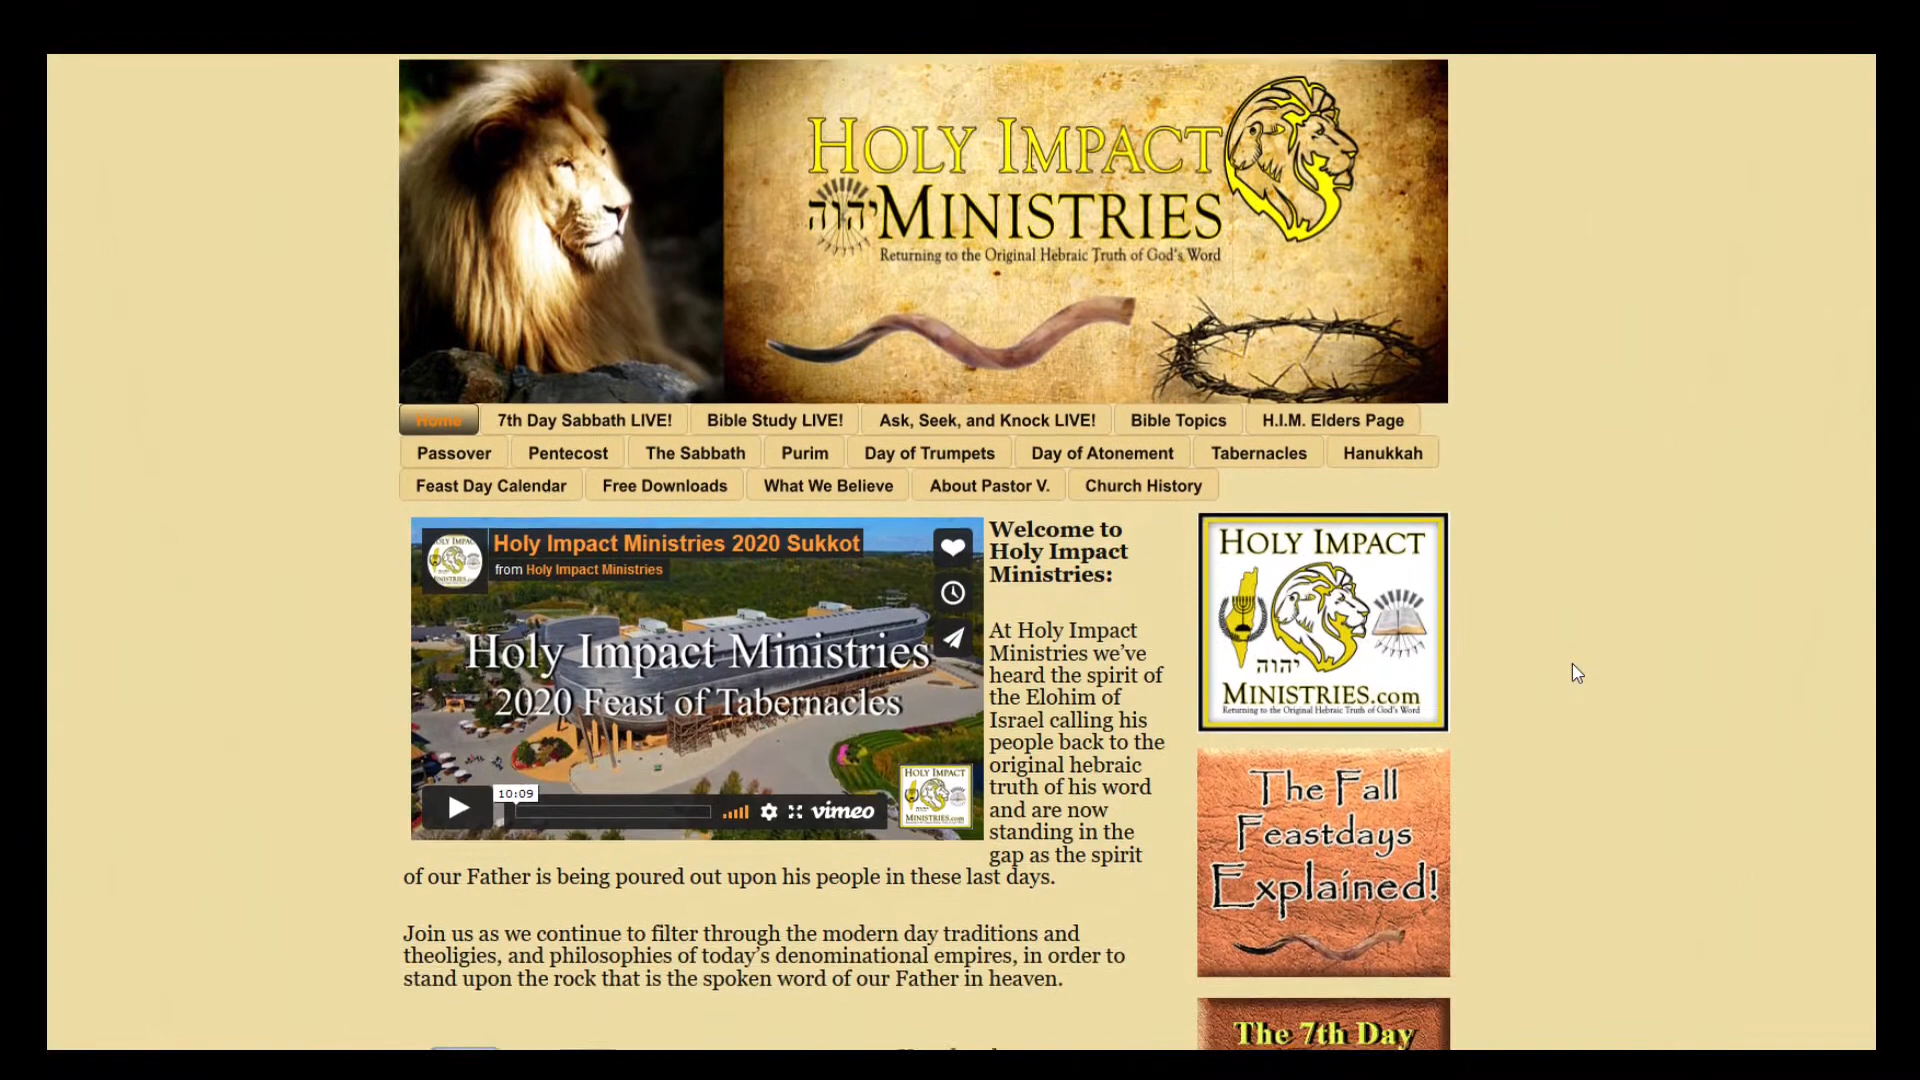 HOLY IMPACT
יהוה MINISTRIES
Returning to the Original Hebraic Truth of God's Word
Home
7th Day Sabbath LIVE!
Bible Study LIVE!
Ask, Seek, and Knock LIVE!
Bible Topics
H.I.M. Elders Page
Passover
Pentecost
The Sabbath
Purim
Day of Trumpets
Day of Atonement
Tabernacles
Hanukkah
Feast Day Calendar
Free Downloads
What We Believe
About Pastor V.
Church History
Holy Impact Ministries 2020 Sukkot
from Holy Impact Ministries
Holy Impact Ministries
2020 Feast of Tabernacles
10:09
vimeo
HOLY IMPACT
MINISTRIES.com
Welcome to
Holy Impact
Ministries:
At Holy Impact
Ministries we've
heard the spirit of
the Elohim of
Israel calling his
people back to the
original hebraic
truth of his word
and are now
standing in the
gap as the spirit
of our Father is being poured out upon his people in these last days.
Join us as we continue to filter through the modern day traditions and
theoligies, and philosophies of today's denominational empires, in order to
stand upon the rock that is the spoken word of our Father in heaven.
HOLY IMPACT
יהוה
MINISTRIES.com
Returning to the Original Hebraic Truth of God's Word
The Fall
Feastdays
Explained!
The 7th Day